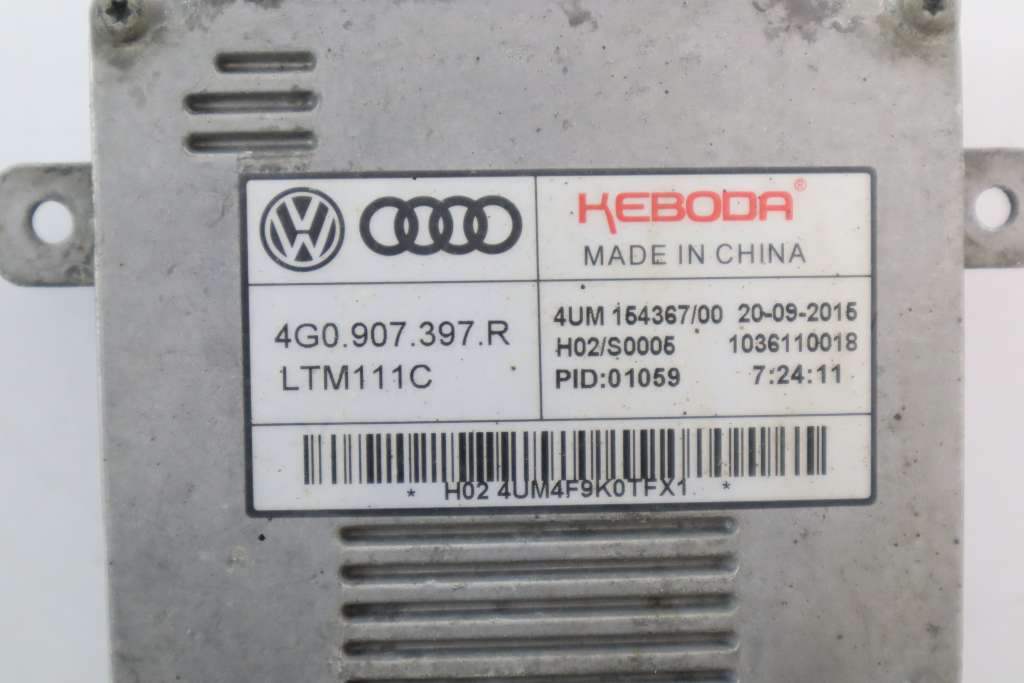 KEBODA®
MADE IN CHINA
4G0.907.397.R
LTM111C
4UM 154367/00 20-09-2015
H02/S0005 1036110018
PID:01059 7:24:11
* H02 4UM4F9K0TFX1 *